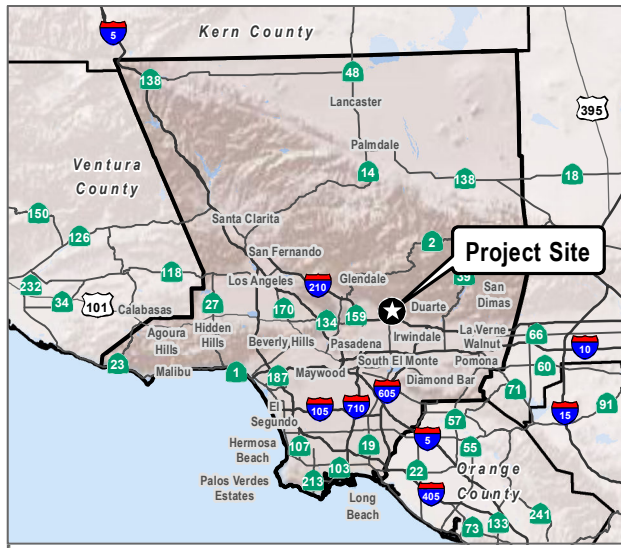 Kern County
5
138
48
Lancaster
395
Palmdale
Ventura
County
14
138
18
150
126
Santa Clarita
2
Project Site
San Fernando
118
Los Angeles
210
Glendale
39
San
Dimas
232
34
101
Calabasas
27
170
134
159
Duarte
Agoura
Hills
Hidden
Hills
Beverly Hills
Pasadena
Irwindale
La Verne
Walnut
66
10
South El Monte
Pomona
60
23
Malibu
1
187
Maywood
605
Diamond Bar
71
El
Segundo
105
710
57
15
91
Hermosa
Beach
107
19
5
55
103
22
Orange
County
Palos Verdes
Estates
213
405
Long
Beach
73
133
241